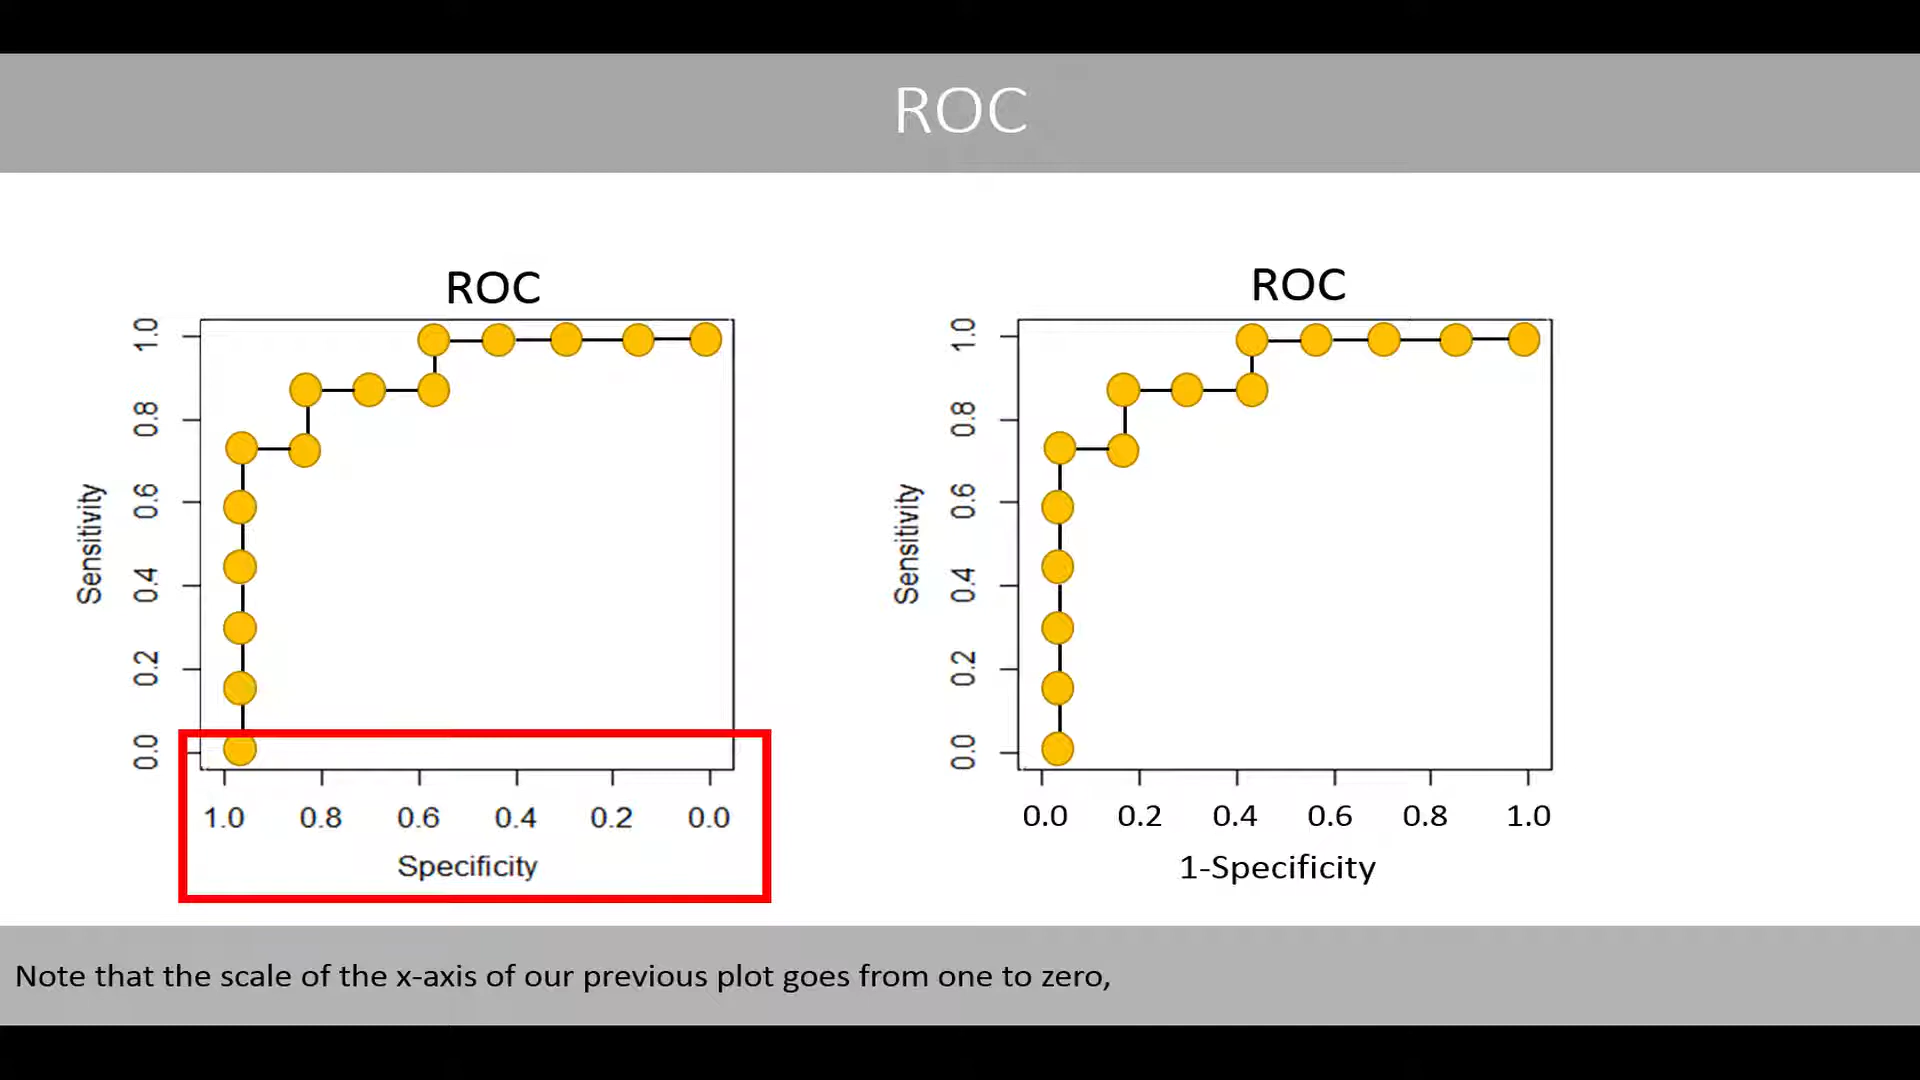 ROC
ROC
1.0
0.8
0.6
0.4
0.2
0.0
Sensitivity
1.0 0.8 0.6 0.4 0.2 0.0
Specificity
ROC
1.0
0.8
0.6
0.4
0.2
0.0
Sensitivity
0.0 0.2 0.4 0.6 0.8 1.0
1-Specificity
Note that the scale of the x-axis of our previous plot goes from one to zero,